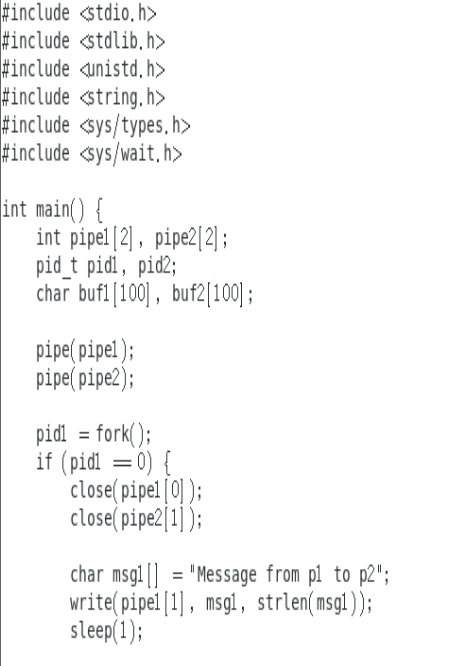 #include <stdio.h>
#include <stdlib.h>
#include <unistd.h>
#include <string.h>
#include <sys/types.h>
#include <sys/wait.h>
int main() {
int pipe1[2], pipe2[2];
pid_t pid1, pid2;
char buf1[100], buf2[100];
pipe(pipe1);
pipe(pipe2);
pid1 = fork();
if (pid1 == 0) {
close(pipe1[0]);
close(pipe2[1]);
char msg1[] = "Message from p1 to p2";
write(pipe1[1], msg1, strlen(msg1));
sleep(1);